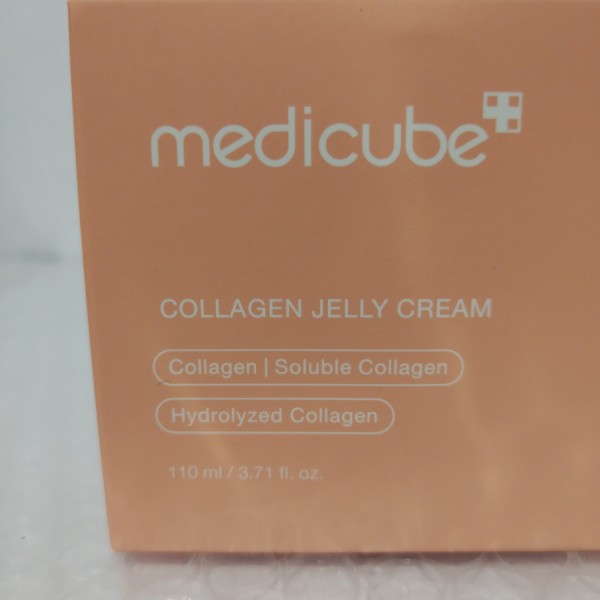 medicube
COLLAGEN JELLY CREAM
Collagen | Soluble Collagen
Hydrolyzed Collagen
110 ml / 3.71 fl. oz.